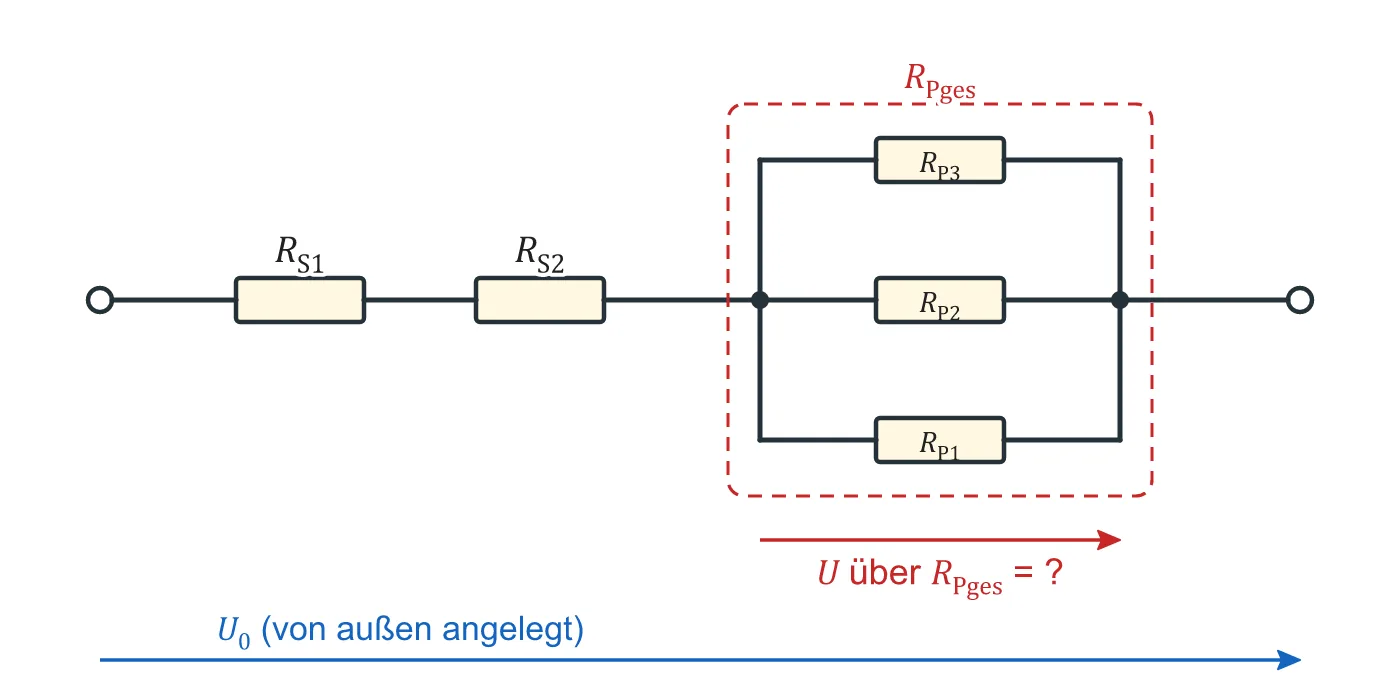 R_Pges
R_P3
R_S1
R_S2
R_P2
R_P1
U über R_Pges = ?
U_0 (von außen angelegt)